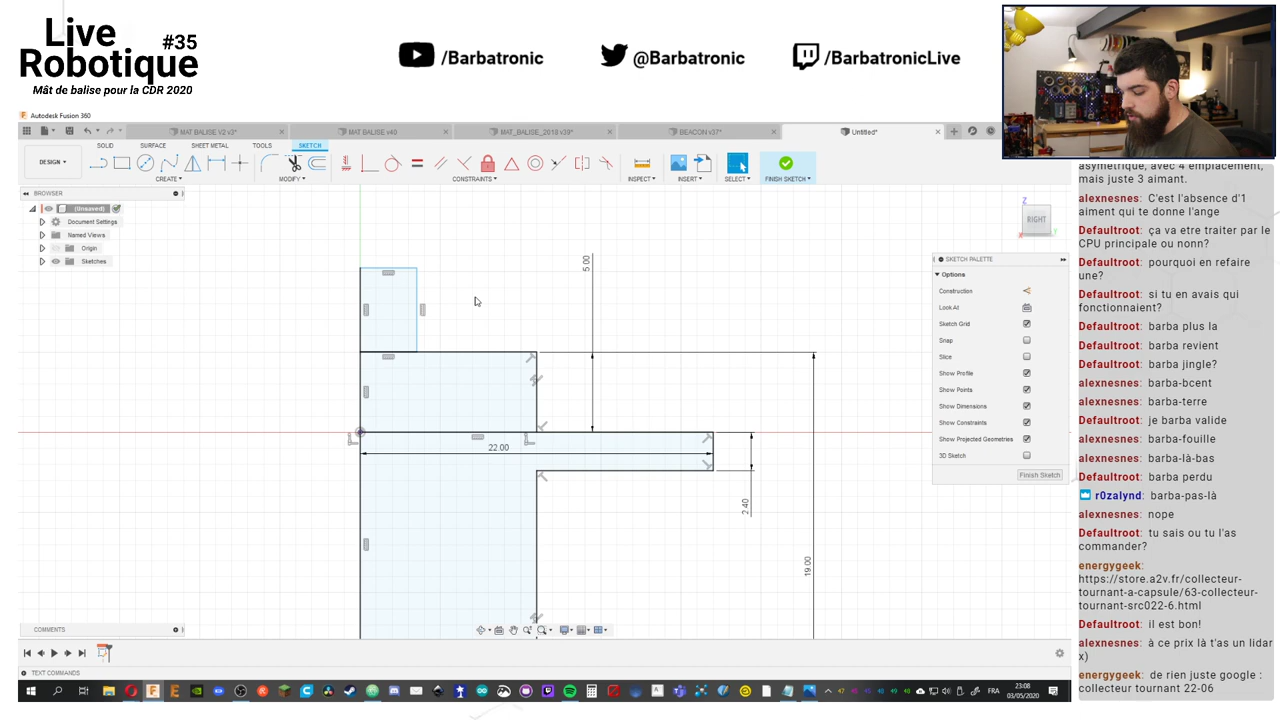 Live
Robotique
#35
Mât de balise pour la CDR 2020
/Barbatronic
@Barbatronic
/BarbatronicLive
Autodesk Fusion 360
MAT BALISE V2 v3*
MAT BALISE v40
MAT_BALISE_2018 v39*
BEACON v37*
Untitled*
SOLID
SURFACE
SHEET METAL
TOOLS
SKETCH
DESIGN
CREATE
MODIFY
CONSTRAINTS
INSPECT
INSERT
SELECT
FINISH SKETCH
BROWSER
(Unsaved)
Document Settings
Named Views
Origin
Sketches
5.00
22.00
2.40
19.00
Z
RIGHT
X
Y
SKETCH PALETTE
Options
Construction
Look At
Sketch Grid
Snap
Slice
Show Profile
Show Points
Show Dimensions
Show Constraints
Show Projected Geometries
3D Sketch
Finish Sketch
COMMENTS
TEXT COMMANDS
FRA
23:08
03/05/2020
asymetrique, avec 4 emplacement,
mais juste 3 aimant.
alexnesnes: C'est l'absence d'1
aiment qui te donne l'ange
Defaultroot: ça va etre traiter par le
CPU principale ou nonn?
Defaultroot: pourquoi en refaire
une?
Defaultroot: si tu en avais qui
fonctionnaient?
Defaultroot: barba plus la
Defaultroot: barba revient
Defaultroot: barba jingle?
alexnesnes: barba-bcent
alexnesnes: barba-terre
Defaultroot: je barba valide
alexnesnes: barba-fouille
alexnesnes: barba-là-bas
Defaultroot: barba perdu
r0zalynd: barba-pas-là
alexnesnes: nope
Defaultroot: tu sais ou tu l'as
commander?
energygeek:
https://store.a2v.fr/collecteur-
tournant-a-capsule/63-collecteur-
tournant-src022-6.html
Defaultroot: il est bon!
alexnesnes: à ce prix là t'as un lidar
x)
energygeek: de rien juste google :
collecteur tournant 22-06